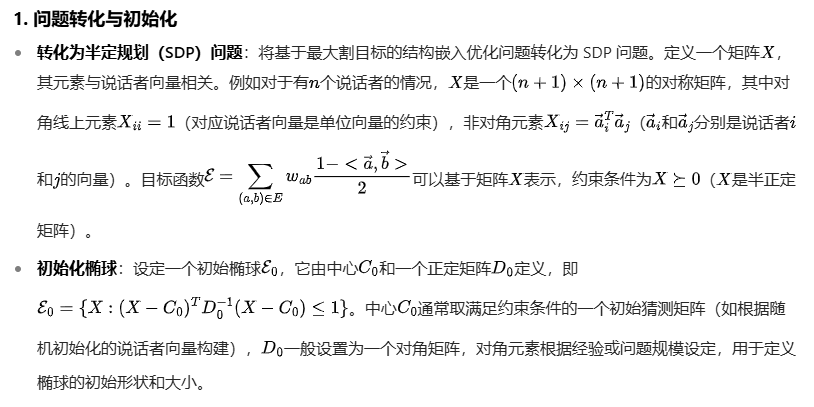 1. 问题转化与初始化
• 转化为半定规划（SDP）问题：将基于最大割目标的结构嵌入优化问题转化为 SDP 问题。定义一个矩阵$X$，
其元素与说话者向量相关。例如对于有$n$个说话者的情况，$X$是一个$(n+1)\times(n+1)$的对称矩阵，其中对
角线上元素$X_{ii}=1$（对应说话者向量是单位向量的约束），非对角元素$X_{ij}=\vec{a}_i^T\vec{a}_j$（$\vec{a}_i$和$\vec{a}_j$分别是说话者$i$
和$j$的向量）。目标函数$\mathcal{E}=\sum_{(a,b)\in E} w_{ab}\frac{1-<\vec{a},\vec{b}>}{2}$可以基于矩阵$X$表示，约束条件为$X\succeq 0$（$X$是半正定
矩阵）。
• 初始化椭球：设定一个初始椭球$\mathcal{E}_0$，它由中心$C_0$和一个正定矩阵$D_0$定义，即
$\mathcal{E}_0=\{X:(X-C_0)^T D_0^{-1}(X-C_0)\leq 1\}$。中心$C_0$通常取满足约束条件的一个初始猜测矩阵（如根据随
机初始化的说话者向量构建），$D_0$一般设置为一个对角矩阵，对角元素根据经验或问题规模设定，用于定义
椭球的初始形状和大小。